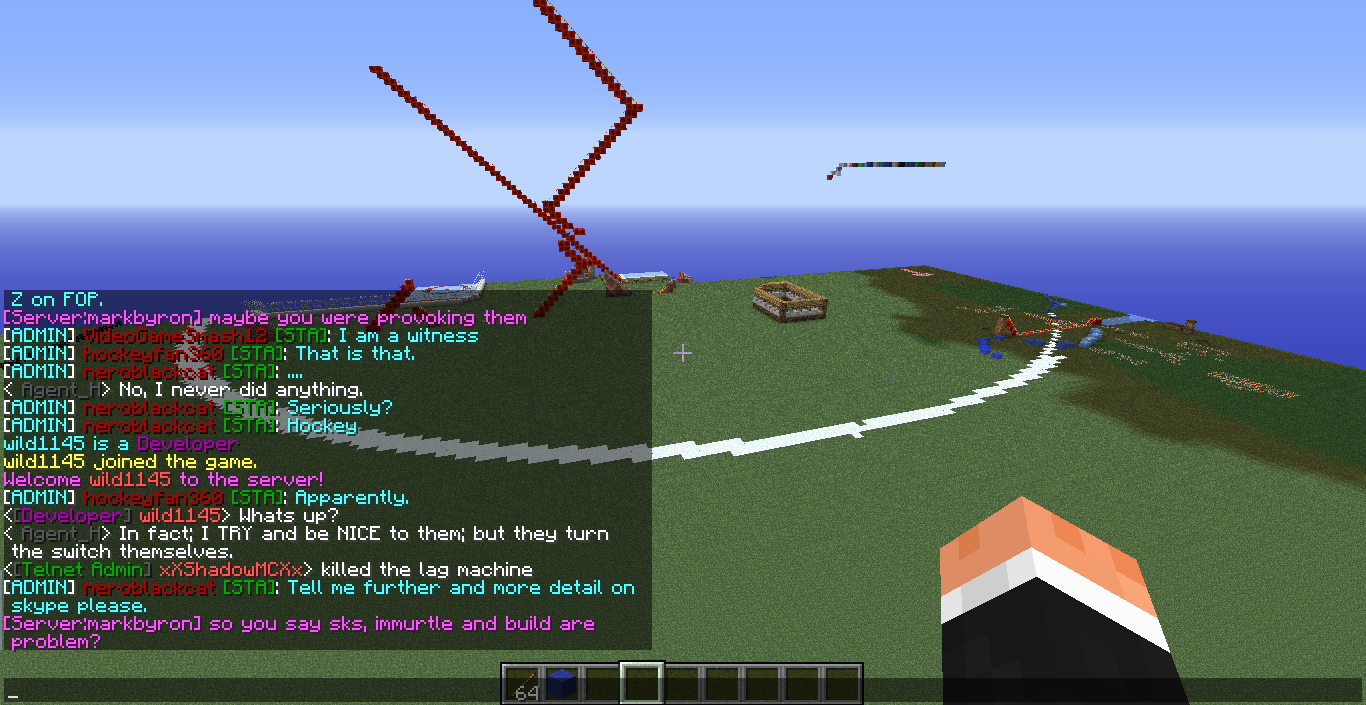 Z on FOP.
[Server:markbyron] maybe you were provoking them
[ADMIN] VideoGameSmash12 [STA]: I am a witness
[ADMIN] hockeyfan360 [STA]: That is that.
[ADMIN] neroblackcat [STA]: ....
< Agent_H> No, I never did anything.
[ADMIN] neroblackcat [STA]: Seriously?
[ADMIN] neroblackcat [STA]: Hockey
wild1145 is a Developer
wild1145 joined the game.
Welcome wild1145 to the server!
[ADMIN] hockeyfan360 [STA]: Apparently.
<[Developer] wild1145> Whats up?
< Agent_H> In fact; I TRY and be NICE to them; but they turn
the switch themselves.
<[Telnet Admin] xXShadowMCXx> killed the lag machine
[ADMIN] neroblackcat [STA]: Tell me further and more detail on
skype please.
[Server:markbyron] so you say sks, immurtle and build are
problem?
64
_